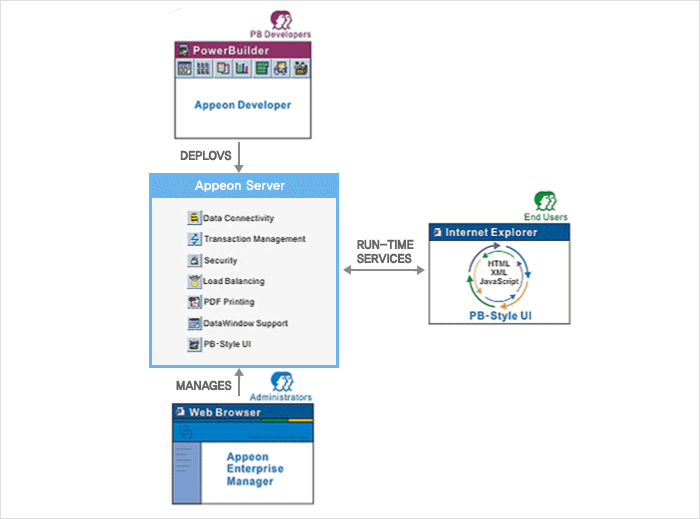 PB Developers
PowerBuilder
Appeon Developer
DEPLOVS
Appeon Server
Data Connectivity
Transaction Management
Security
Load Balancing
PDF Printing
DataWindow Support
PB-Style UI
RUN-TIME
SERVICES
End Users
Internet Explorer
HTML
XML
JavaScript
PB-Style UI
MANAGES
Administrators
Web Browser
Appeon
Enterprise
Manager